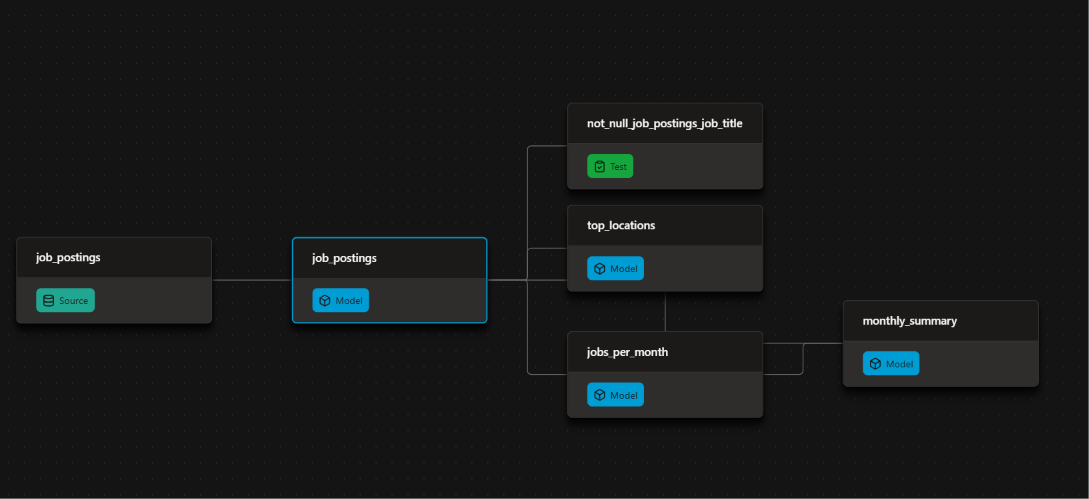 job_postings
Source
job_postings
Model
not_null_job_postings_job_title
Test
top_locations
Model
jobs_per_month
Model
monthly_summary
Model